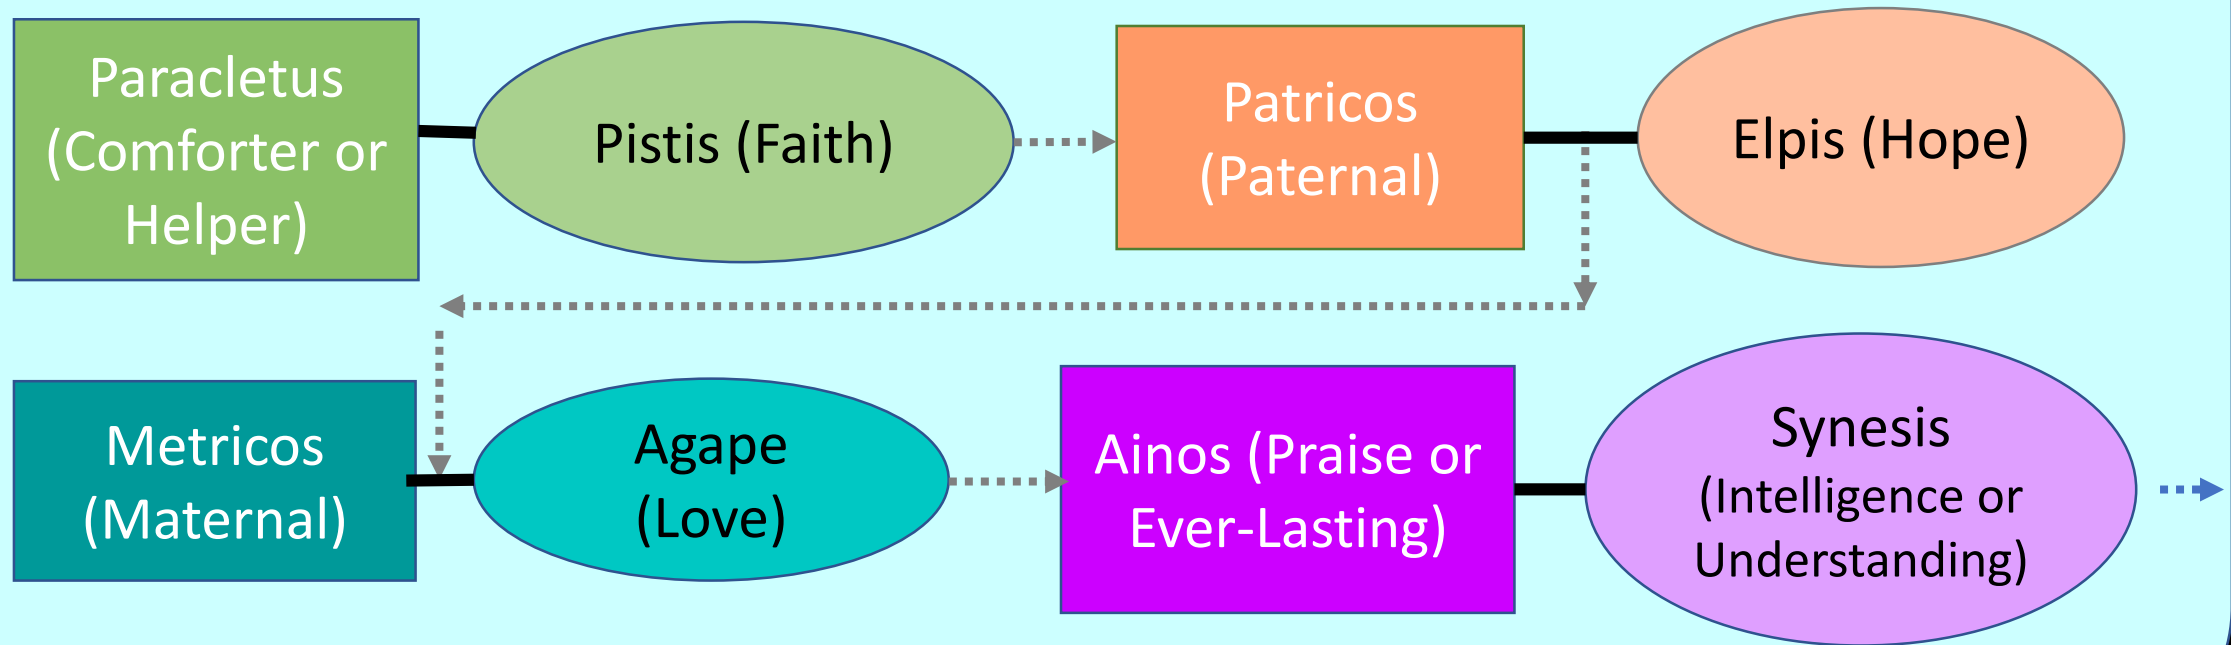 Paracletus
(Comforter or
Helper)
Pistis (Faith)
Patricos
(Paternal)
Elpis (Hope)
Metricos
(Maternal)
Agape
(Love)
Ainos (Praise or
Ever-Lasting)
Synesis
(Intelligence or
Understanding)